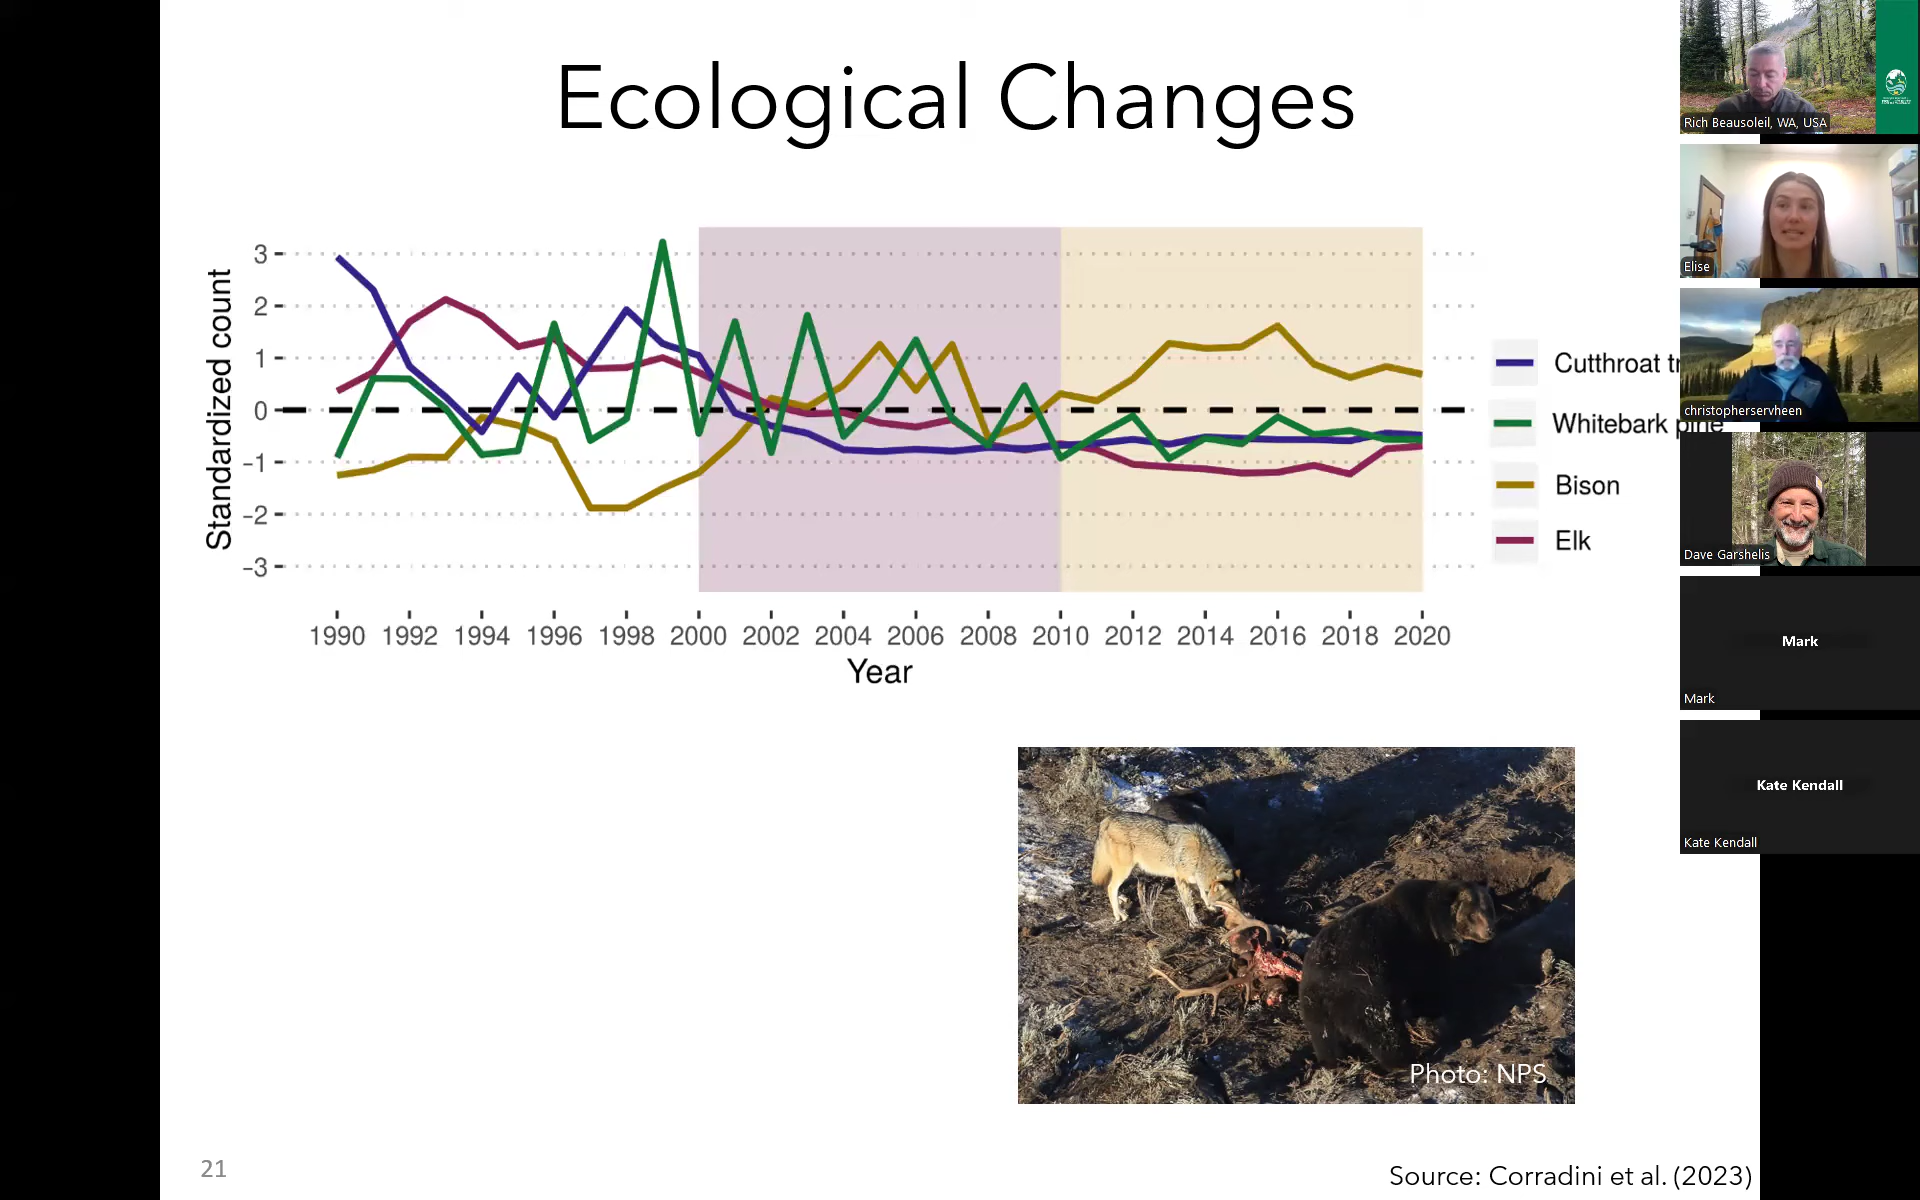 Ecological Changes
Standardized count
3
2
1
0
−1
−2
−3
1990 1992 1994 1996 1998 2000 2002 2004 2006 2008 2010 2012 2014 2016 2018 2020
Year
Cutthroat tr
Whitebark pine
Bison
Elk
Photo: NPS
21
Source: Corradini et al. (2023)
Rich Beausoleil, WA, USA
Elise
christopherservheen
Dave Garshelis
Mark
Mark
Kate Kendall
Kate Kendall